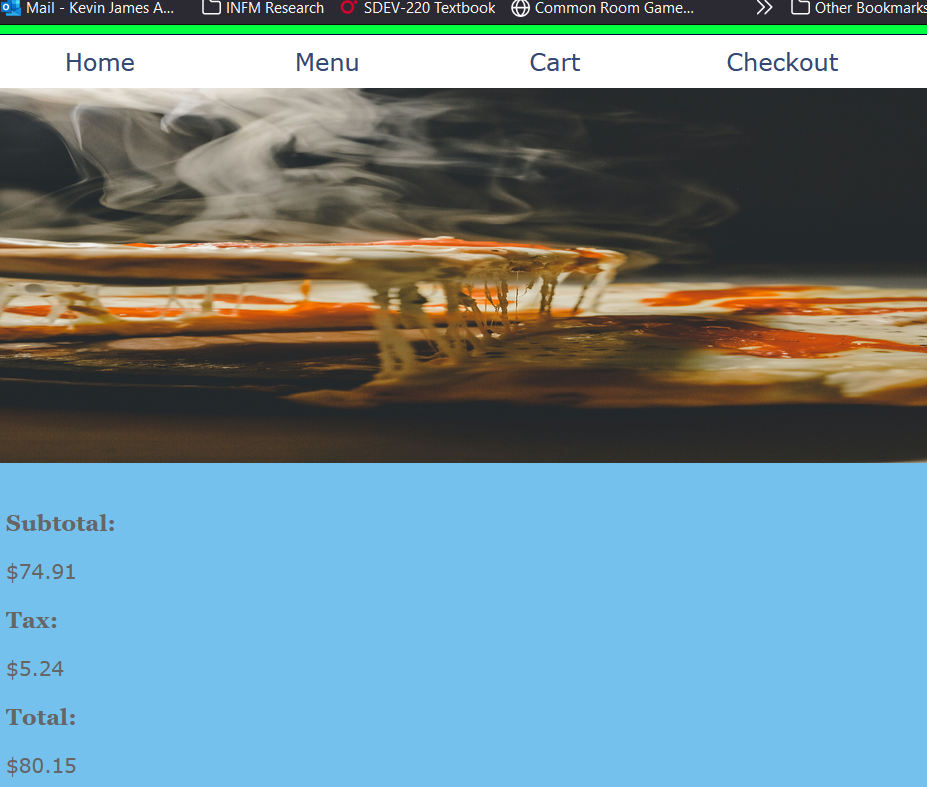 Mail - Kevin James A... INFM Research SDEV-220 Textbook Common Room Game... Other Bookmarks
Home Menu Cart Checkout
Subtotal:
$74.91
Tax:
$5.24
Total:
$80.15